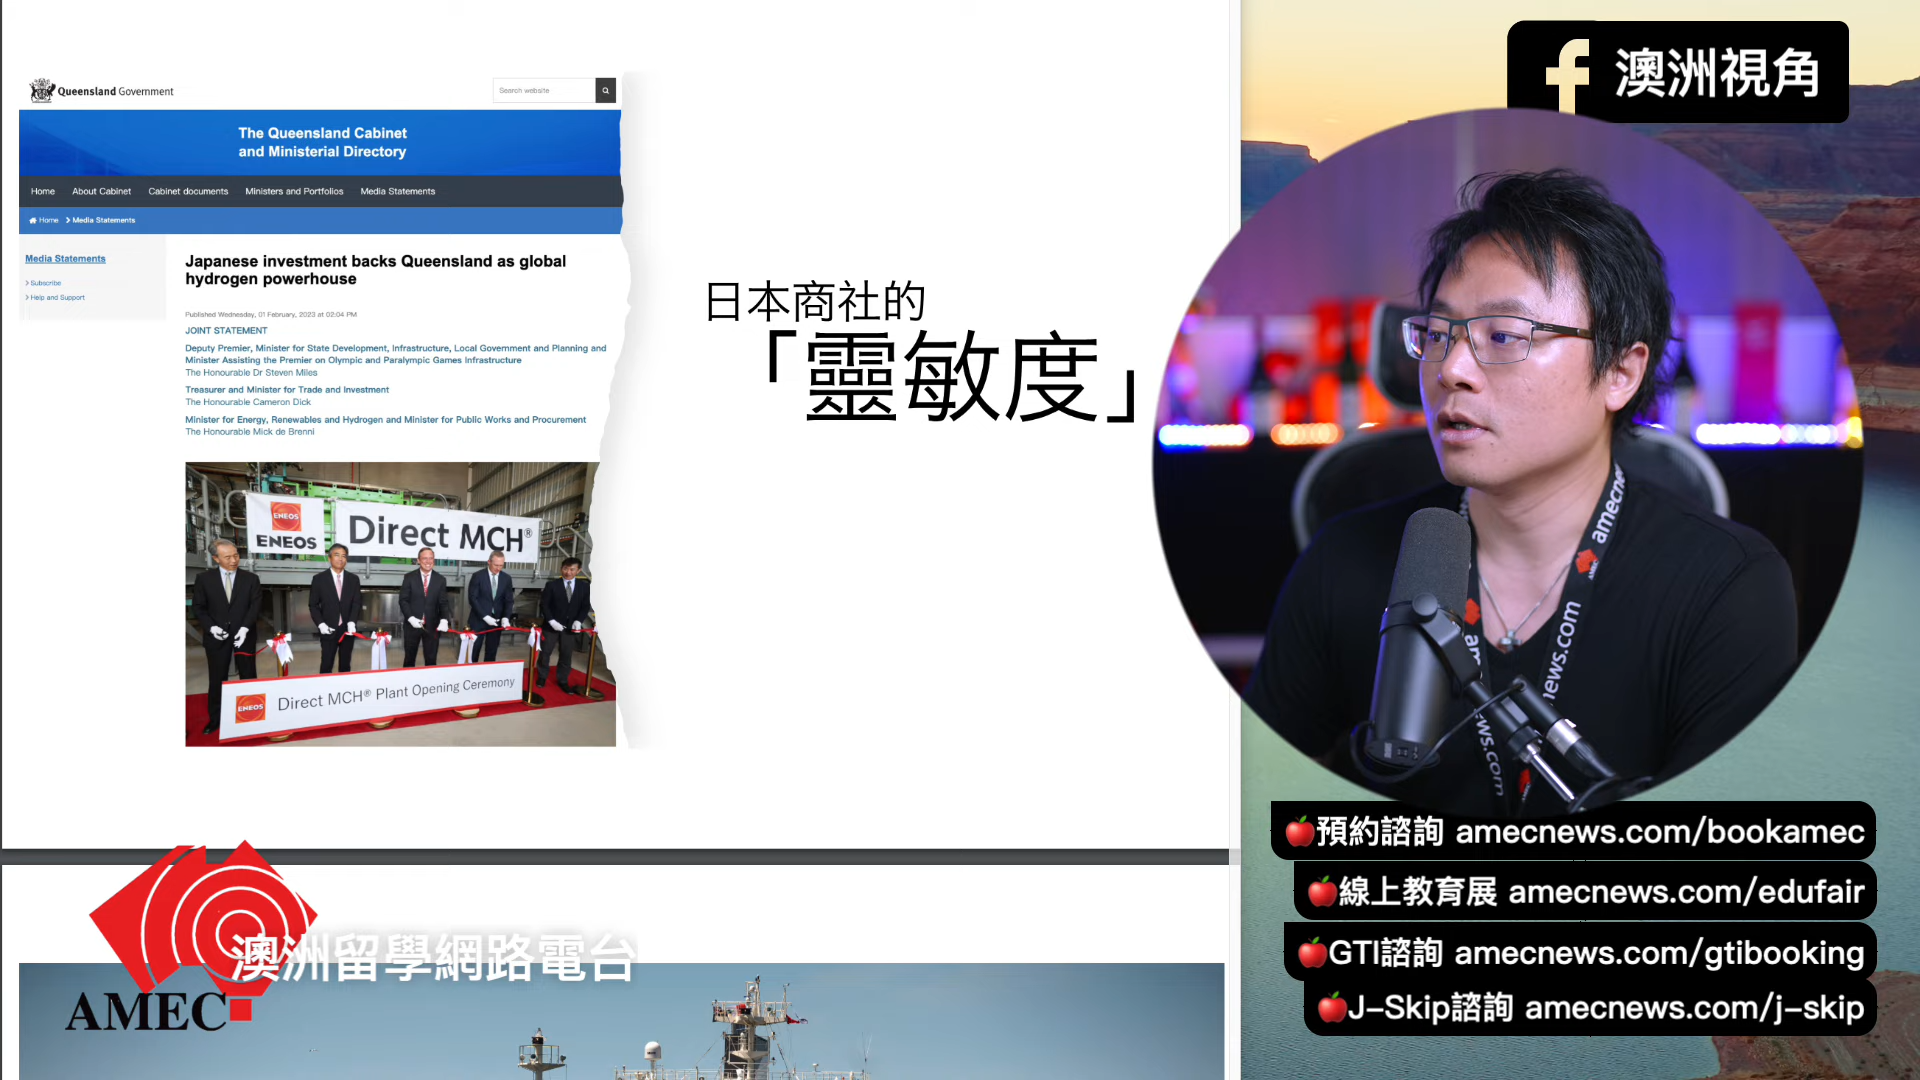 Queensland Government
Search website
The Queensland Cabinet
and Ministerial Directory
Home About Cabinet Cabinet documents Ministers and Portfolios Media Statements
Home > Media Statements
Media Statements
> Subscribe
> Help and Support
Japanese investment backs Queensland as global
hydrogen powerhouse
Published Wednesday, 01 February, 2023 at 02:04 PM
JOINT STATEMENT
Deputy Premier, Minister for State Development, Infrastructure, Local Government and Planning and
Minister Assisting the Premier on Olympic and Paralympic Games Infrastructure
The Honourable Dr Steven Miles
Treasurer and Minister for Trade and Investment
The Honourable Cameron Dick
Minister for Energy, Renewables and Hydrogen and Minister for Public Works and Procurement
The Honourable Mick de Brenni
ENEOS
ENEOS
Direct MCH®
ENEOS
Direct MCH® Plant Opening Ceremony
日本商社的
「靈敏度」
澳洲視角
amecne
news.com
am
ews.com
🍎預約諮詢 amecnews.com/bookamec
🍎線上教育展 amecnews.com/edufair
🍎GTI諮詢 amecnews.com/gtibooking
🍎J-Skip諮詢 amecnews.com/j-skip
澳洲留學網路電台
AMEC